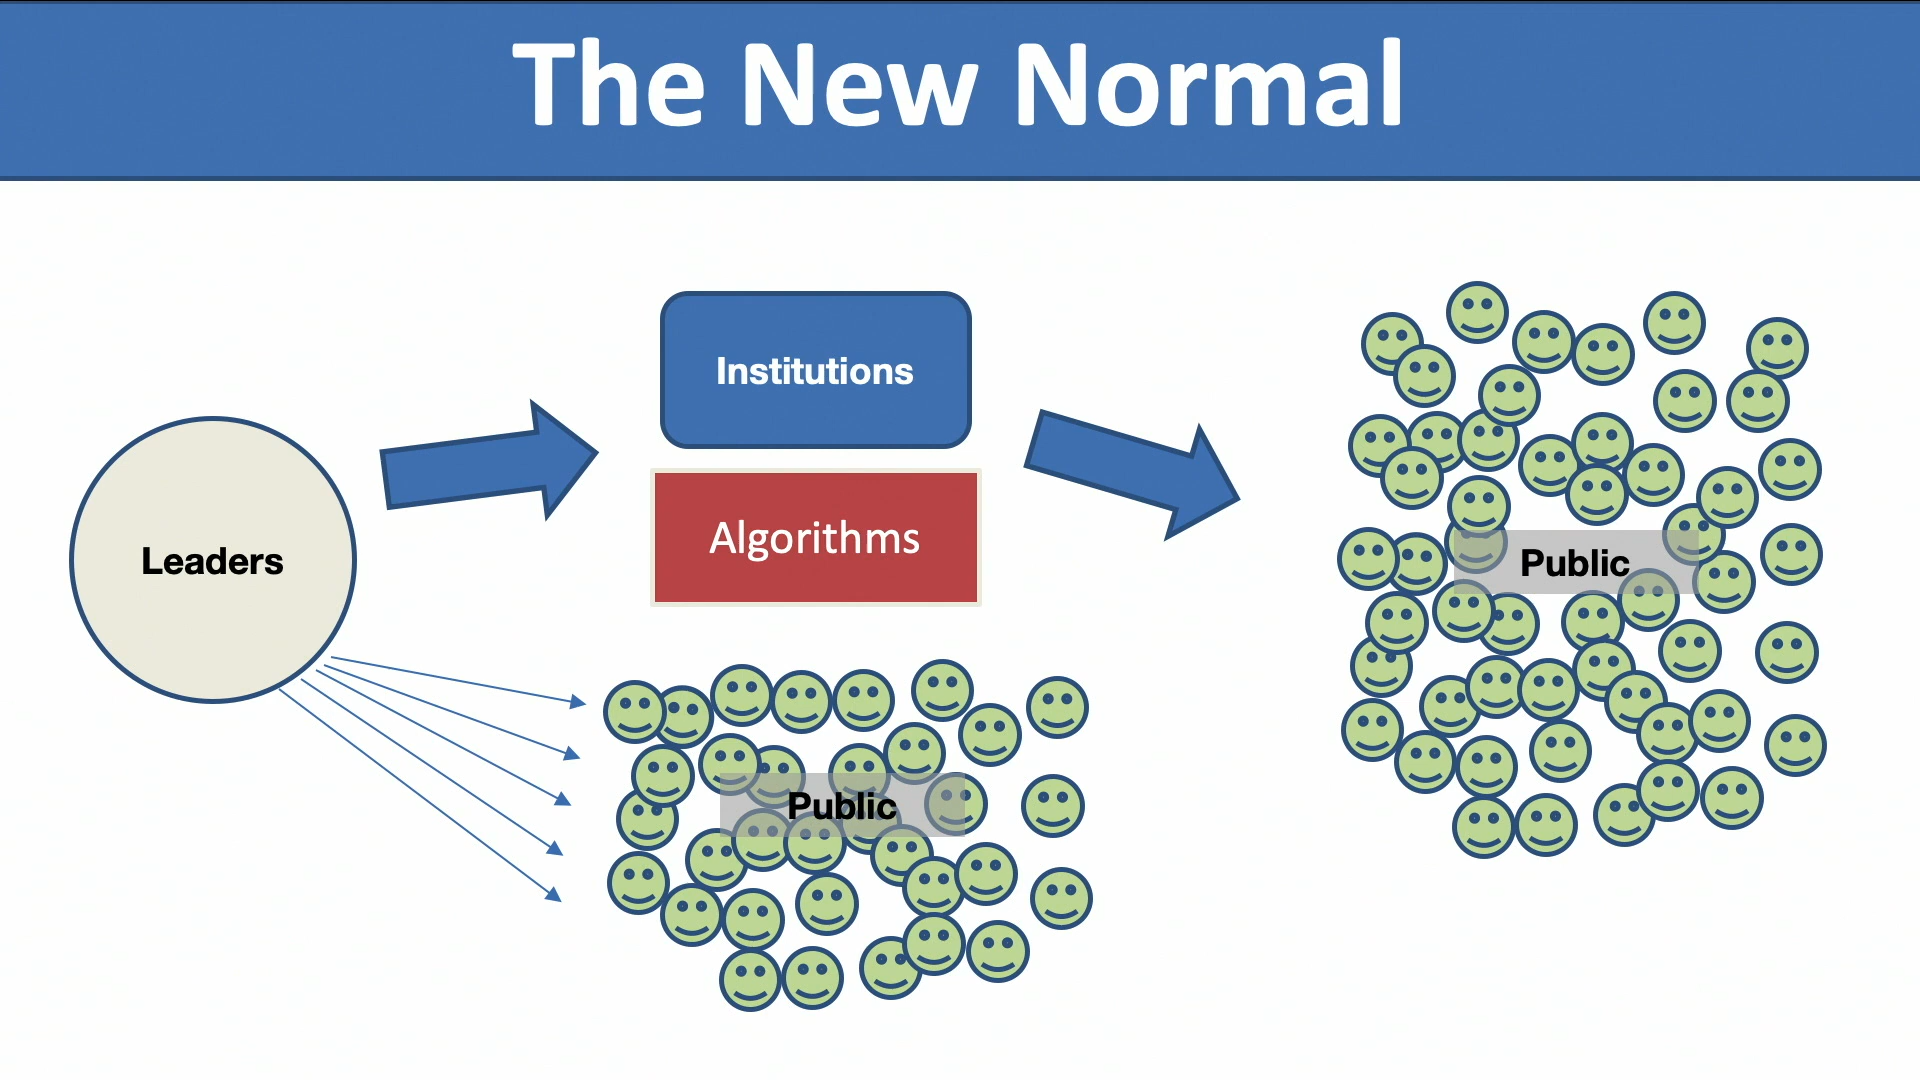 The New Normal
Institutions
Algorithms
Leaders
Public
Public